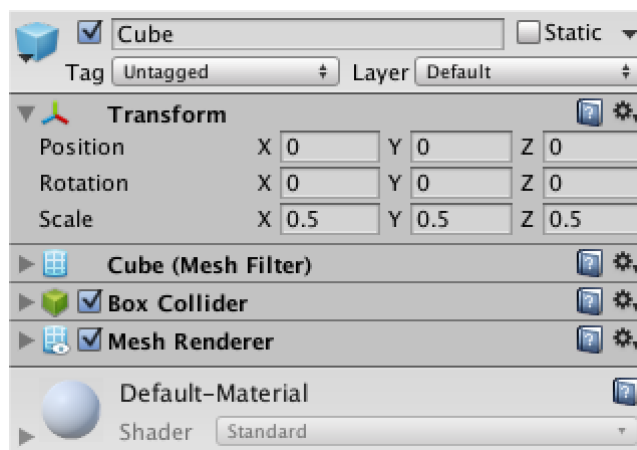 Cube Static
Tag Untagged Layer Default
Transform
Position X 0 Y 0 Z 0
Rotation X 0 Y 0 Z 0
Scale X 0.5 Y 0.5 Z 0.5
Cube (Mesh Filter)
Box Collider
Mesh Renderer
Default-Material
Shader Standard